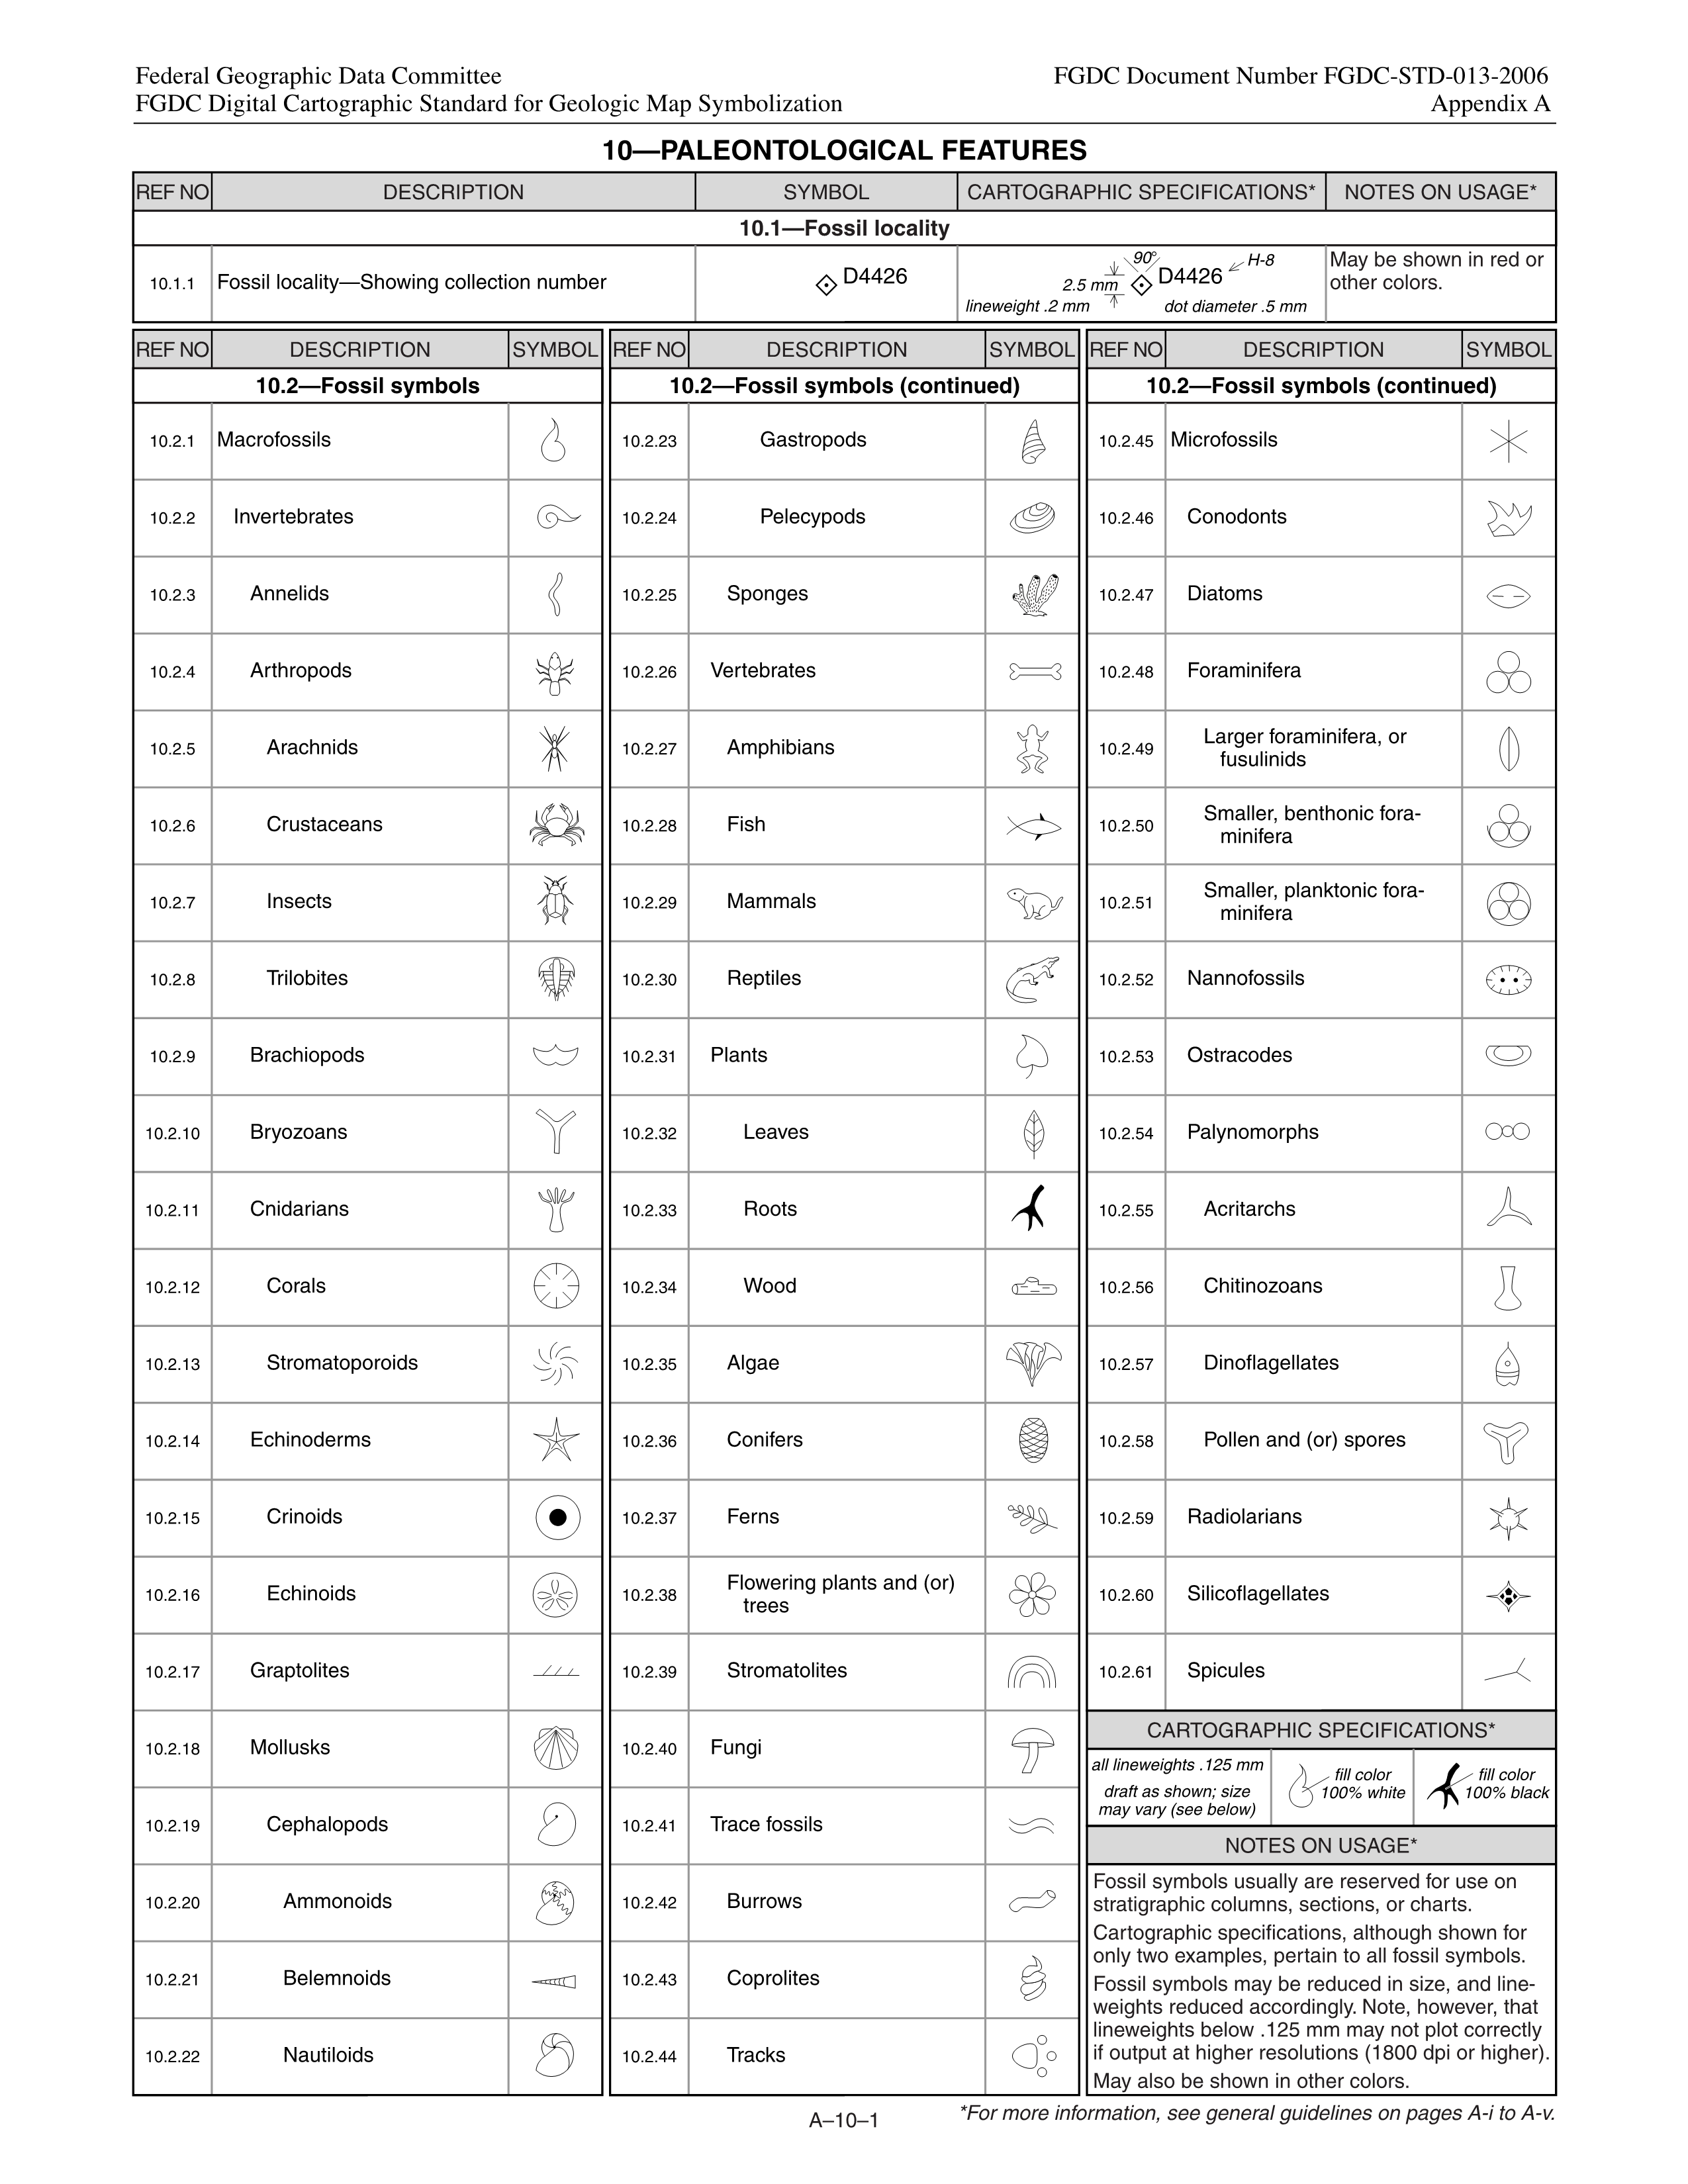 Federal Geographic Data Committee
FGDC Document Number FGDC-STD-013-2006
FGDC Digital Cartographic Standard for Geologic Map Symbolization
Appendix A
10—PALEONTOLOGICAL FEATURES
REF NO DESCRIPTION SYMBOL CARTOGRAPHIC SPECIFICATIONS* NOTES ON USAGE*
10.1—Fossil locality
10.1.1 Fossil locality—Showing collection number
D4426
90°
H-8
2.5 mm
D4426
lineweight .2 mm
dot diameter .5 mm
May be shown in red or
other colors.
REF NO DESCRIPTION SYMBOL
10.2—Fossil symbols
10.2.1 Macrofossils
10.2.2 Invertebrates
10.2.3 Annelids
10.2.4 Arthropods
10.2.5 Arachnids
10.2.6 Crustaceans
10.2.7 Insects
10.2.8 Trilobites
10.2.9 Brachiopods
10.2.10 Bryozoans
10.2.11 Cnidarians
10.2.12 Corals
10.2.13 Stromatoporoids
10.2.14 Echinoderms
10.2.15 Crinoids
10.2.16 Echinoids
10.2.17 Graptolites
10.2.18 Mollusks
10.2.19 Cephalopods
10.2.20 Ammonoids
10.2.21 Belemnoids
10.2.22 Nautiloids
REF NO DESCRIPTION SYMBOL
10.2—Fossil symbols (continued)
10.2.23 Gastropods
10.2.24 Pelecypods
10.2.25 Sponges
10.2.26 Vertebrates
10.2.27 Amphibians
10.2.28 Fish
10.2.29 Mammals
10.2.30 Reptiles
10.2.31 Plants
10.2.32 Leaves
10.2.33 Roots
10.2.34 Wood
10.2.35 Algae
10.2.36 Conifers
10.2.37 Ferns
10.2.38 Flowering plants and (or)
trees
10.2.39 Stromatolites
10.2.40 Fungi
10.2.41 Trace fossils
10.2.42 Burrows
10.2.43 Coprolites
10.2.44 Tracks
REF NO DESCRIPTION SYMBOL
10.2—Fossil symbols (continued)
10.2.45 Microfossils
10.2.46 Conodonts
10.2.47 Diatoms
10.2.48 Foraminifera
10.2.49 Larger foraminifera, or
fusulinids
10.2.50 Smaller, benthonic fora-
minifera
10.2.51 Smaller, planktonic fora-
minifera
10.2.52 Nannofossils
10.2.53 Ostracodes
10.2.54 Palynomorphs
10.2.55 Acritarchs
10.2.56 Chitinozoans
10.2.57 Dinoflagellates
10.2.58 Pollen and (or) spores
10.2.59 Radiolarians
10.2.60 Silicoflagellates
10.2.61 Spicules
CARTOGRAPHIC SPECIFICATIONS*
all lineweights .125 mm
draft as shown; size
may vary (see below)
fill color
100% white
fill color
100% black
NOTES ON USAGE*
Fossil symbols usually are reserved for use on
stratigraphic columns, sections, or charts.
Cartographic specifications, although shown for
only two examples, pertain to all fossil symbols.
Fossil symbols may be reduced in size, and line-
weights reduced accordingly. Note, however, that
lineweights below .125 mm may not plot correctly
if output at higher resolutions (1800 dpi or higher).
May also be shown in other colors.
A–10–1
*For more information, see general guidelines on pages A-i to A-v.